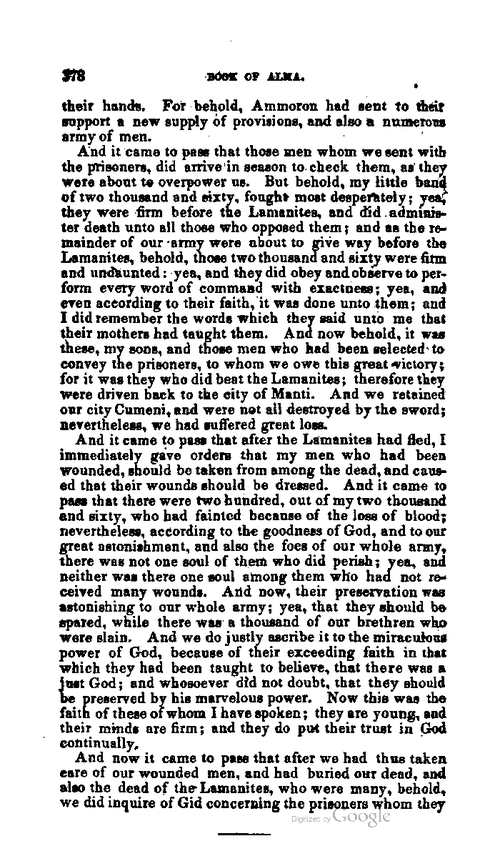 378 BOOK OF ALMA.
their hands. For behold, Ammoron had sent to their
support a new supply of provisions, and also a numerous
army of men.
And it came to pass that those men whom we sent with
the prisoners, did arrive in season to check them, as they
were about to overpower us. But behold, my little band
of two thousand and sixty, fought most desperately; yea,
they were firm before the Lamanites, and did adminis-
ter death unto all those who opposed them; and as the re-
mainder of our army were about to give way before the
Lamanites, behold, those two thousand and sixty were firm
and undaunted: yea, and they did obey and observe to per-
form every word of command with exactness; yea, and
even according to their faith, it was done unto them; and
I did remember the words which they said unto me that
their mothers had taught them. And now behold, it was
these, my sons, and those men who had been selected to
convey the prisoners, to whom we owe this great victory;
for it was they who did beat the Lamanites; therefore they
were driven back to the city of Manti. And we retained
our city Cumeni, and were not all destroyed by the sword;
nevertheless, we had suffered great loss.
And it came to pass that after the Lamanites had fled, I
immediately gave orders that my men who had been
wounded, should be taken from among the dead, and caus-
ed that their wounds should be dressed. And it came to
pass that there were two hundred, out of my two thousand
and sixty, who had fainted because of the loss of blood;
nevertheless, according to the goodness of God, and to our
great astonishment, and also the foes of our whole army,
there was not one soul of them who did perish; yea, and
neither was there one soul among them who had not re-
ceived many wounds. And now, their preservation was
astonishing to our whole army; yea, that they should be
spared, while there was a thousand of our brethren who
were slain. And we do justly ascribe it to the miraculous
power of God, because of their exceeding faith in that
which they had been taught to believe, that there was a
just God; and whosoever did not doubt, that they should
be preserved by his marvelous power. Now this was the
faith of these of whom I have spoken; they are young, and
their minds are firm; and they do put their trust in God
continually.
And now it came to pass that after we had thus taken
care of our wounded men, and had buried our dead, and
also the dead of the Lamanites, who were many, behold,
we did inquire of Gid concerning the prisoners whom they
Digitized by Google